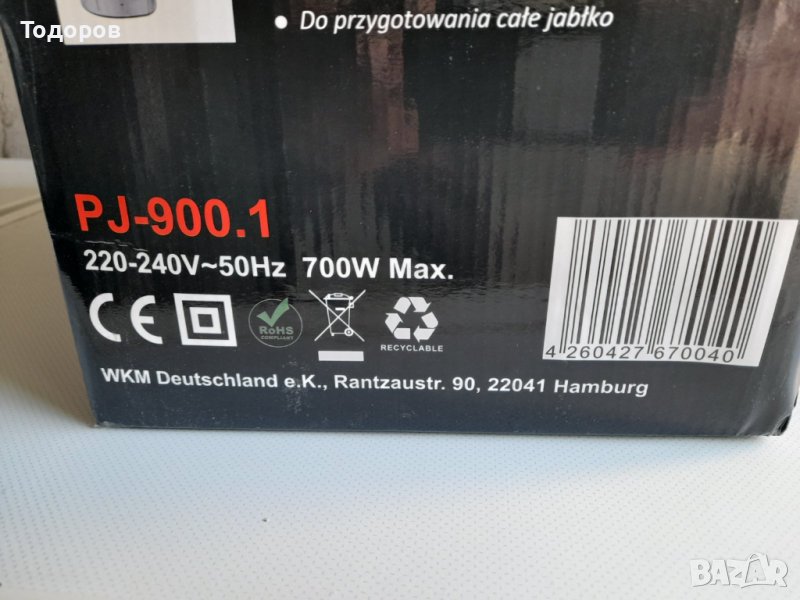 Тодоров
• Do przygotowania całe jabłko
PJ-900.1
220-240V~50Hz 700W Max.
CE
RoHS
COMPLIANT
RECYCLABLE
4 260427 670040
WKM Deutschland e.K., Rantzaustr. 90, 22041 Hamburg
BAZAR